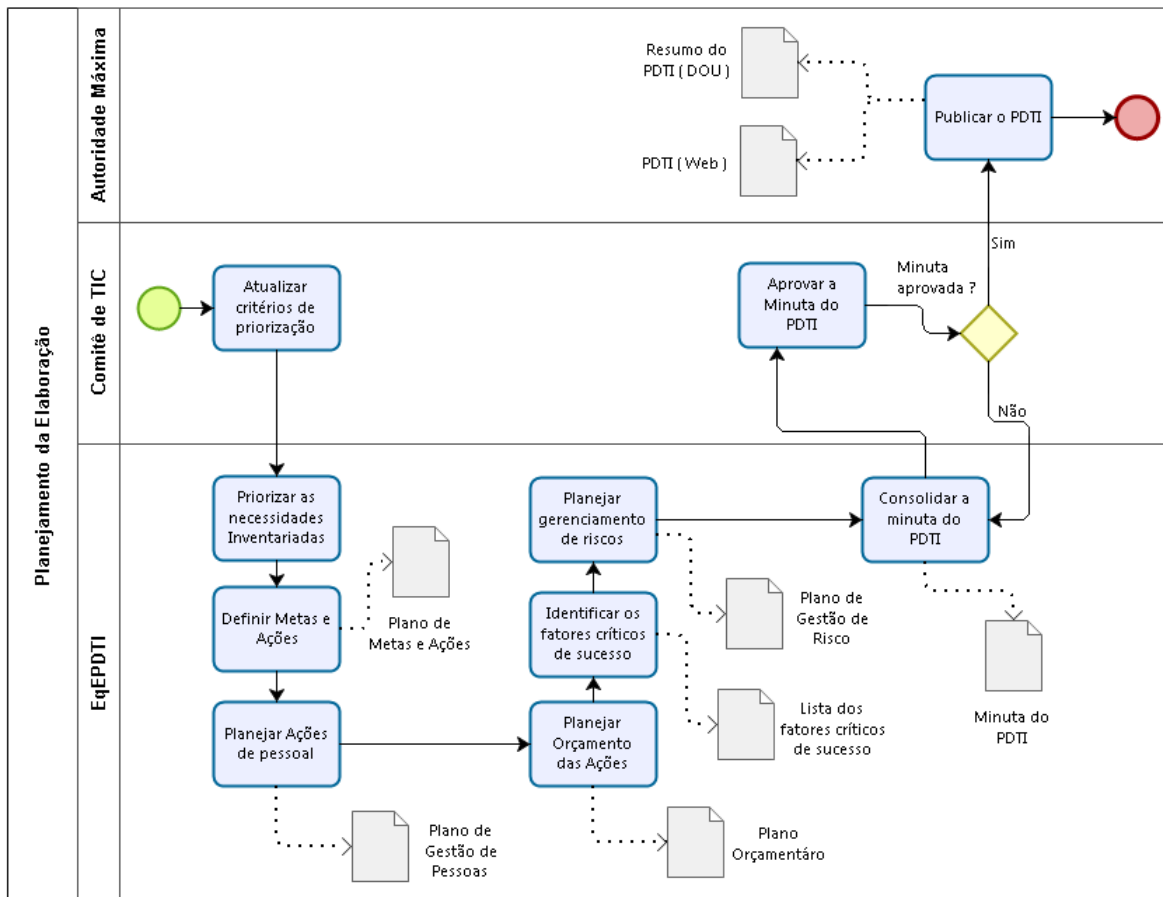 Planejamento da Elaboração
Autoridade Máxima
Resumo do
PDTI ( DOU )
PDTI ( Web )
Publicar o PDTI
Comitê de TIC
Atualizar
critérios de
priorização
Aprovar a
Minuta do
PDTI
Minuta
aprovada ?
Sim
Não
EqEPDTI
Priorizar as
necessidades
Inventariadas
Definir Metas e
Ações
Plano de
Metas e Ações
Planejar Ações
de pessoal
Plano de
Gestão de
Pessoas
Planejar
gerenciamento
de riscos
Identificar os
fatores críticos
de sucesso
Planejar
Orçamento
das Ações
Plano de
Gestão de
Risco
Lista dos
fatores críticos
de sucesso
Plano
Orçamentáro
Consolidar a
minuta do
PDTI
Minuta do
PDTI